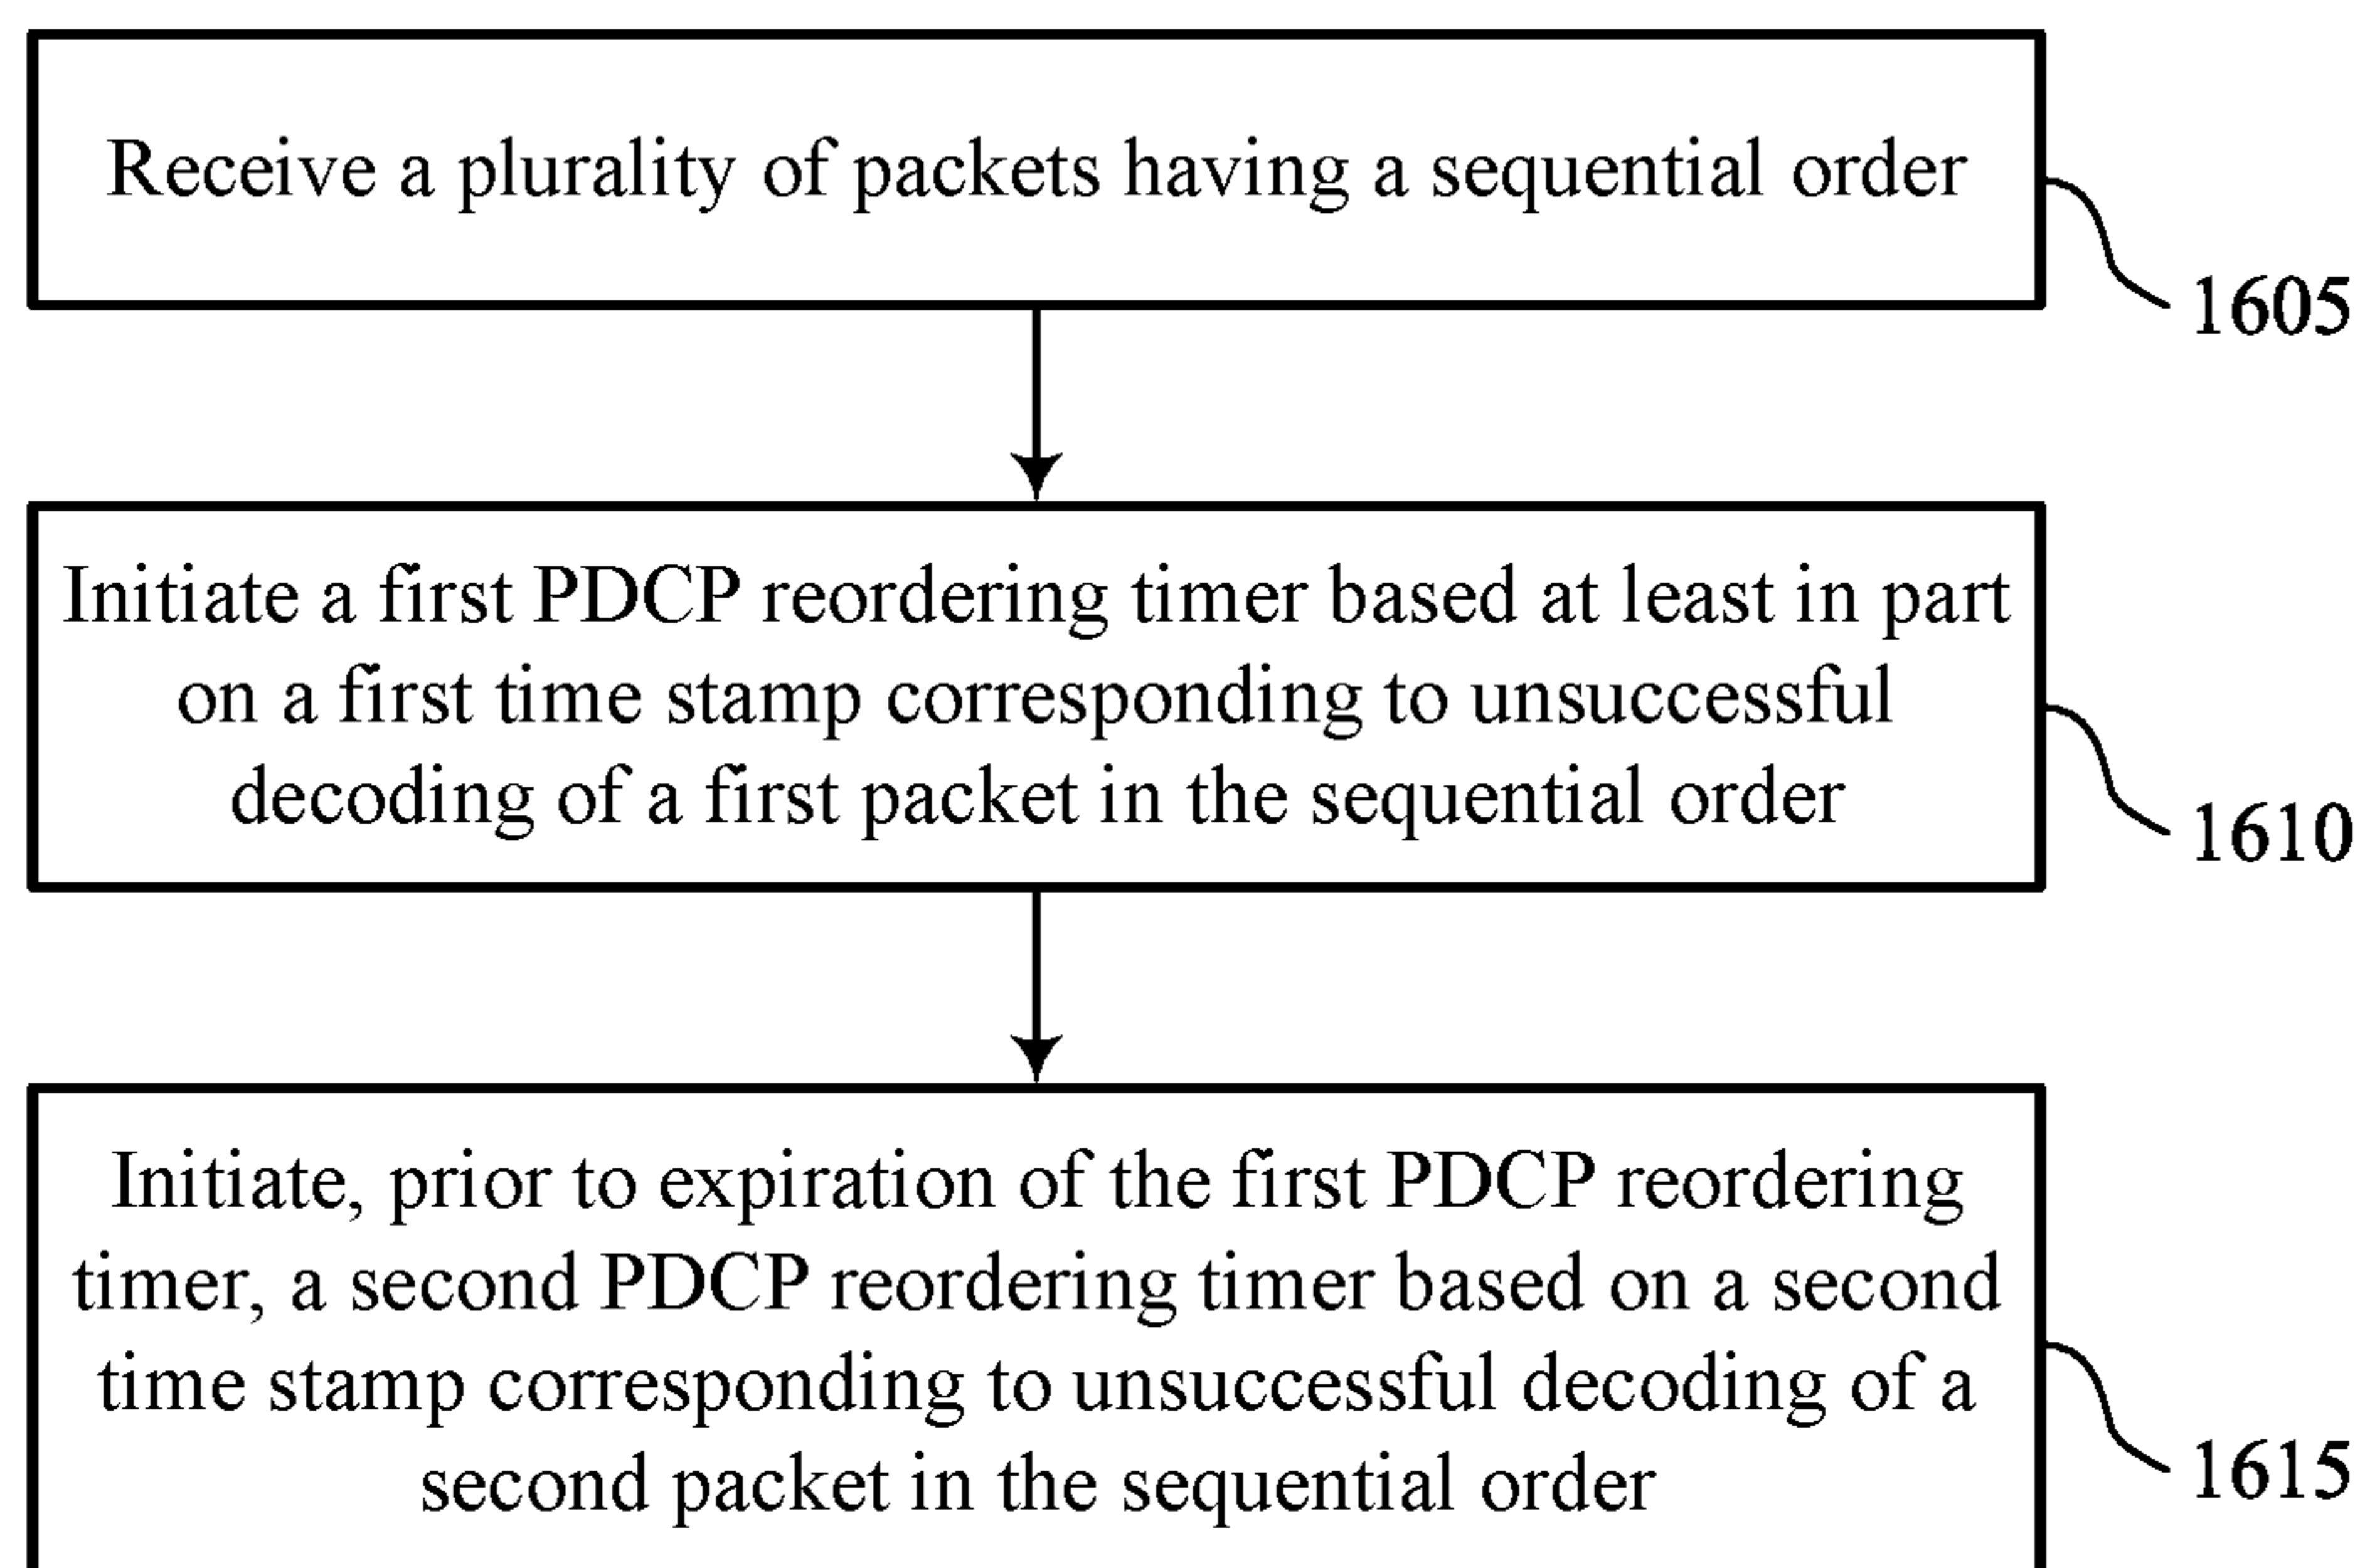 Receive a plurality of packets having a sequential order
1605
Initiate a first PDCP reordering timer based at least in part
on a first time stamp corresponding to unsuccessful
decoding of a first packet in the sequential order
1610
Initiate, prior to expiration of the first PDCP reordering
timer, a second PDCP reordering timer based on a second
time stamp corresponding to unsuccessful decoding of a
second packet in the sequential order
1615